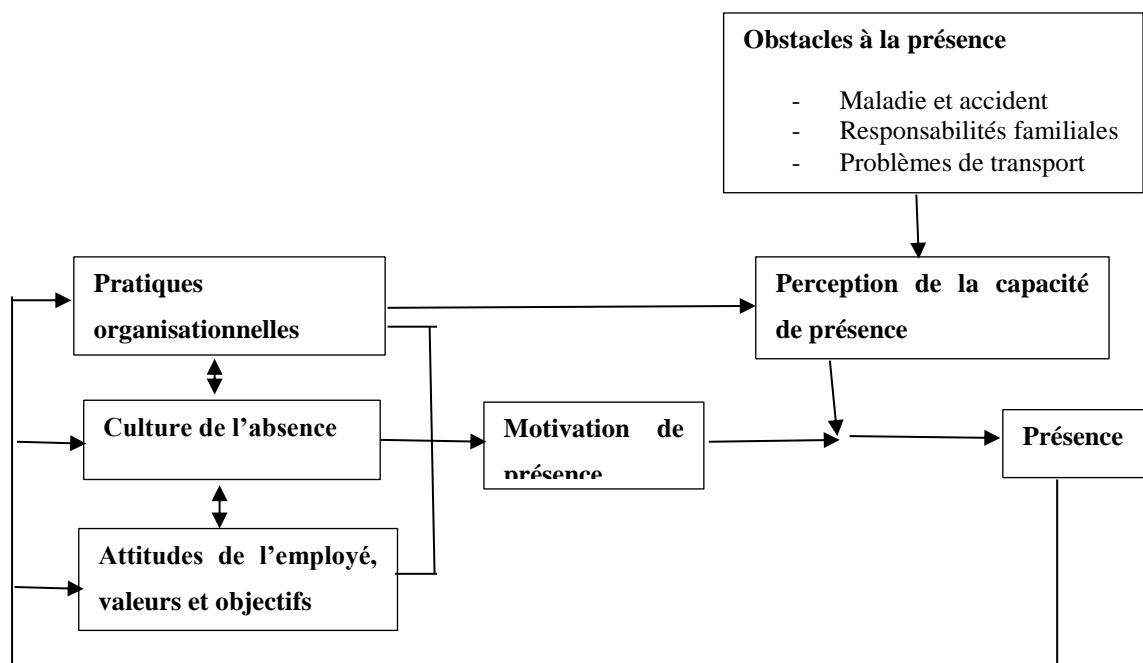 Obstacles à la présence
- Maladie et accident
- Responsabilités familiales
- Problèmes de transport
Pratiques
organisationnelles
Perception de la capacité
de présence
Culture de l’absence
Motivation de
présence
Présence
Attitudes de l’employé,
valeurs et objectifs